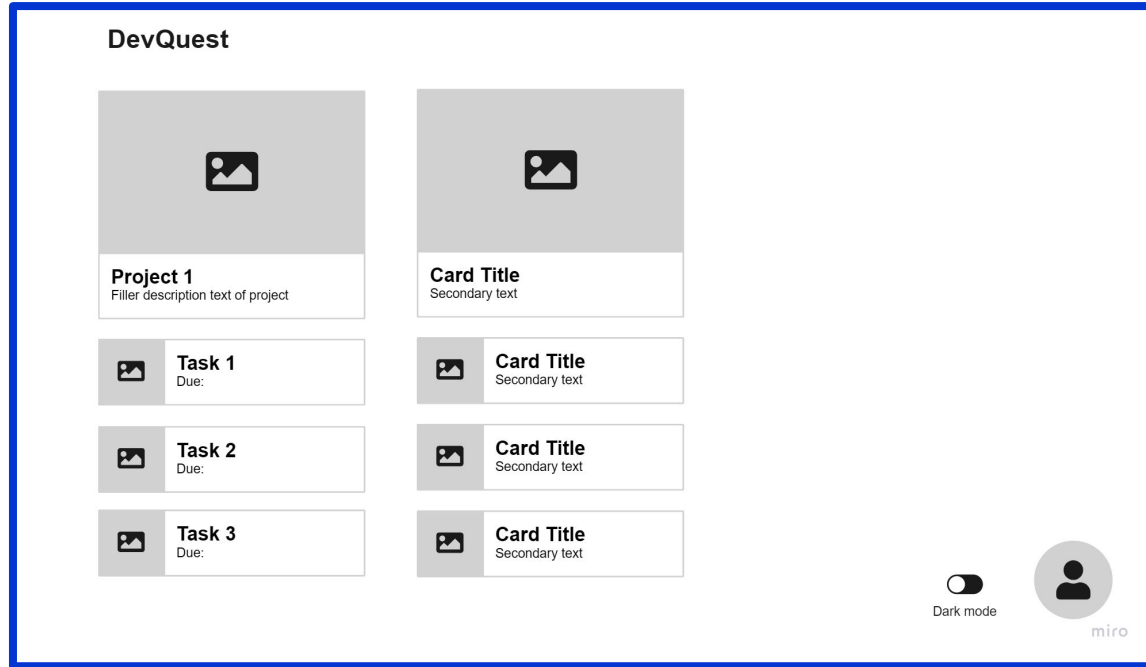 DevQuest
Project 1
Filler description text of project
Task 1
Due:
Task 2
Due:
Task 3
Due:
Card Title
Secondary text
Card Title
Secondary text
Card Title
Secondary text
Card Title
Secondary text
Dark mode
miro